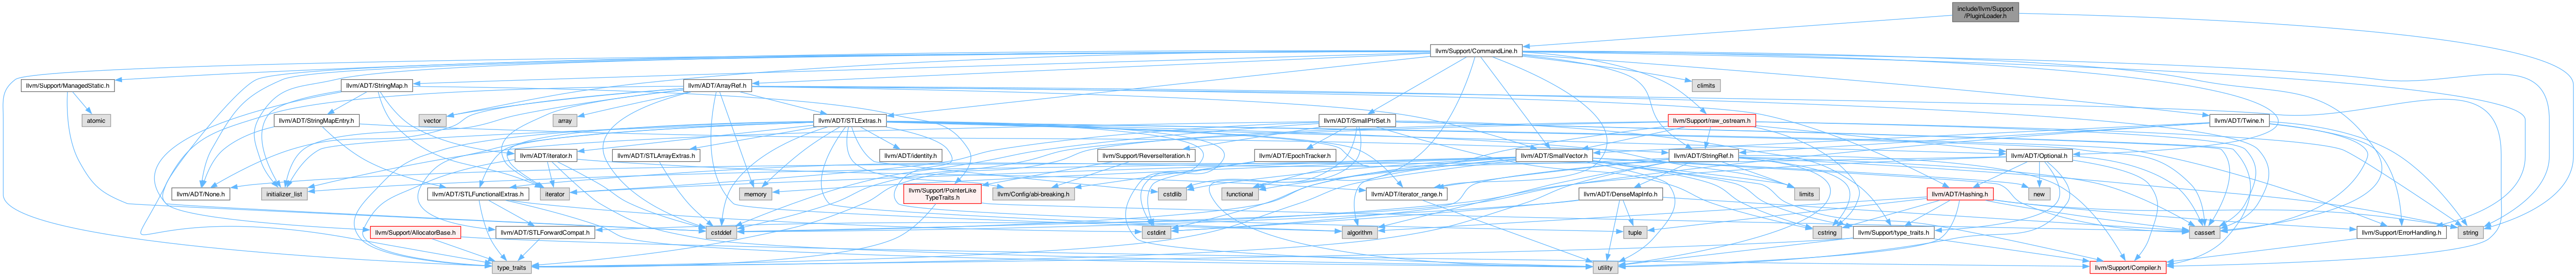 include/llvm/Support
/PluginLoader.h
llvm/Support/CommandLine.h
llvm/Support/ManagedStatic.h
llvm/ADT/StringMap.h
llvm/ADT/ArrayRef.h
climits
atomic
llvm/ADT/StringMapEntry.h
vector
array
llvm/ADT/STLExtras.h
llvm/ADT/SmallPtrSet.h
llvm/Support/raw_ostream.h
llvm/ADT/Twine.h
llvm/ADT/iterator.h
llvm/ADT/STLArrayExtras.h
llvm/ADT/identity.h
llvm/Support/ReverseIteration.h
llvm/ADT/EpochTracker.h
llvm/ADT/SmallVector.h
llvm/ADT/StringRef.h
llvm/ADT/Optional.h
llvm/ADT/None.h
initializer_list
llvm/ADT/STLFunctionalExtras.h
iterator
memory
llvm/Support/PointerLike
TypeTraits.h
llvm/Config/abi-breaking.h
cstdlib
functional
llvm/ADT/iterator_range.h
llvm/ADT/DenseMapInfo.h
limits
new
llvm/ADT/Hashing.h
llvm/Support/AllocatorBase.h
llvm/ADT/STLForwardCompat.h
cstddef
cstdint
algorithm
tuple
cstring
llvm/Support/type_traits.h
cassert
llvm/Support/ErrorHandling.h
string
type_traits
utility
llvm/Support/Compiler.h